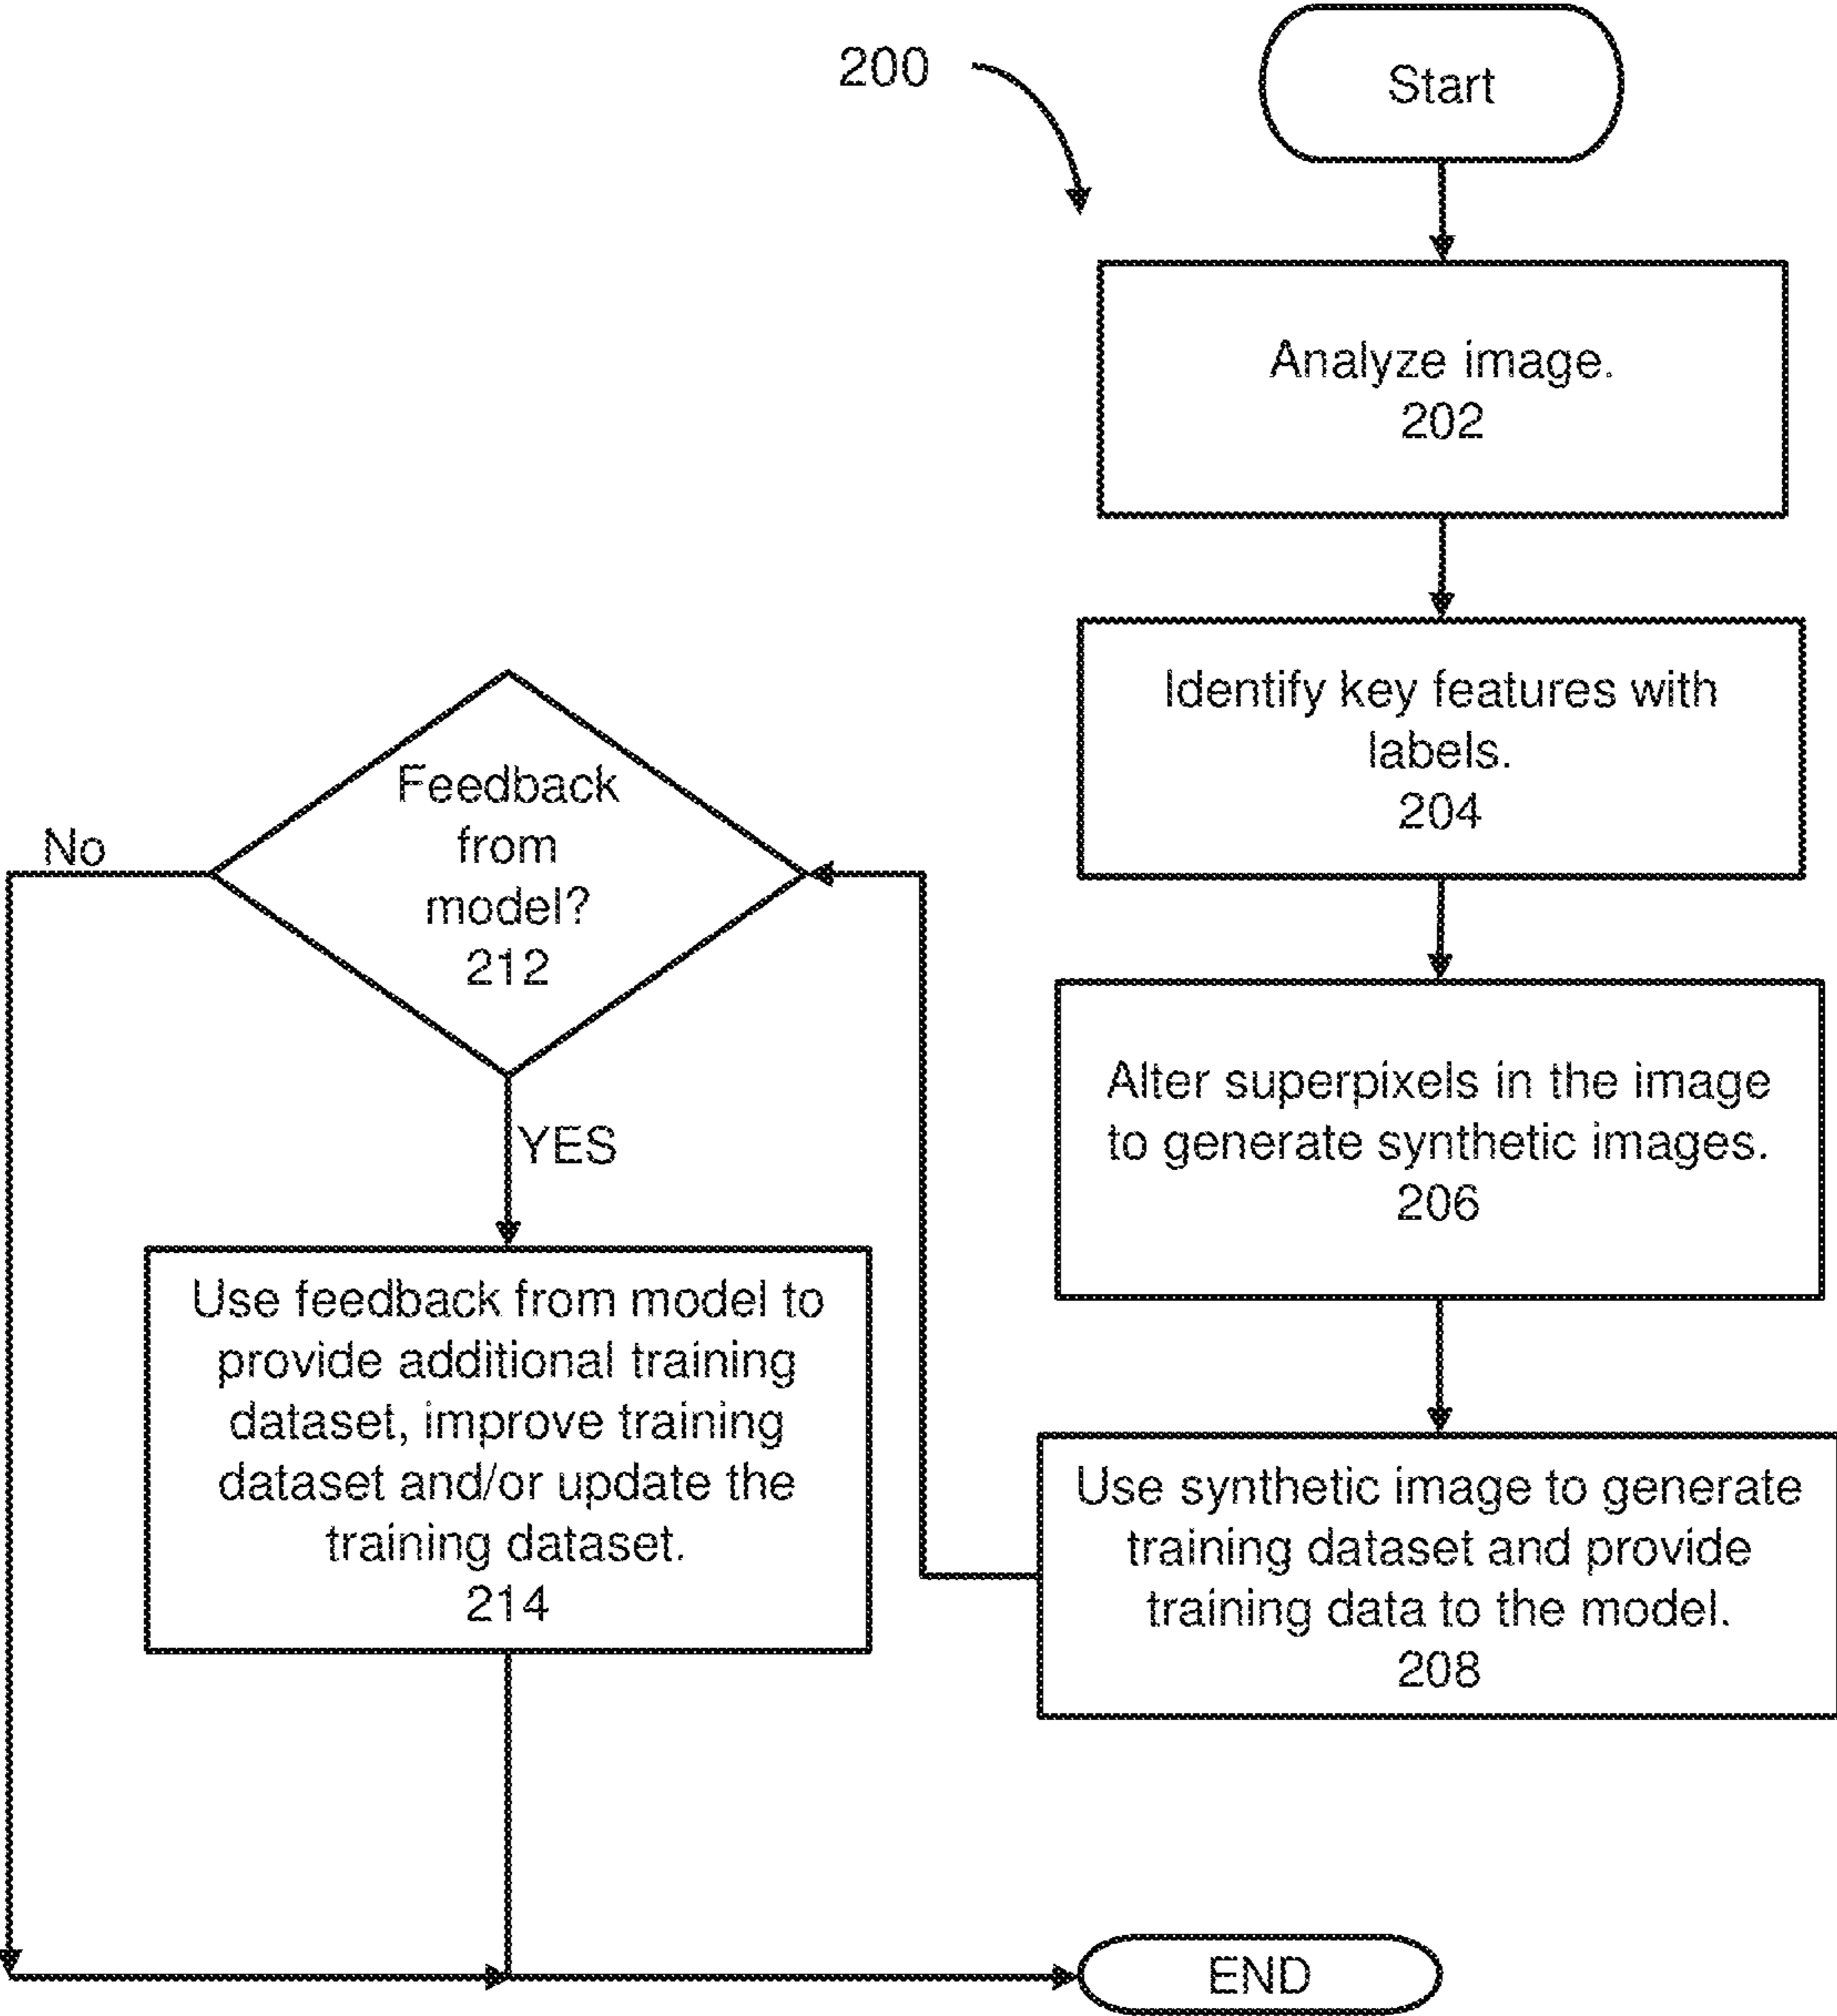 200
Start
Analyze image.
202
Identify key features with
labels.
204
Alter superpixels in the image
to generate synthetic images.
206
Use synthetic image to generate
training dataset and provide
training data to the model.
208
Feedback
from
model?
212
No
YES
Use feedback from model to
provide additional training
dataset, improve training
dataset and/or update the
training dataset.
214
END